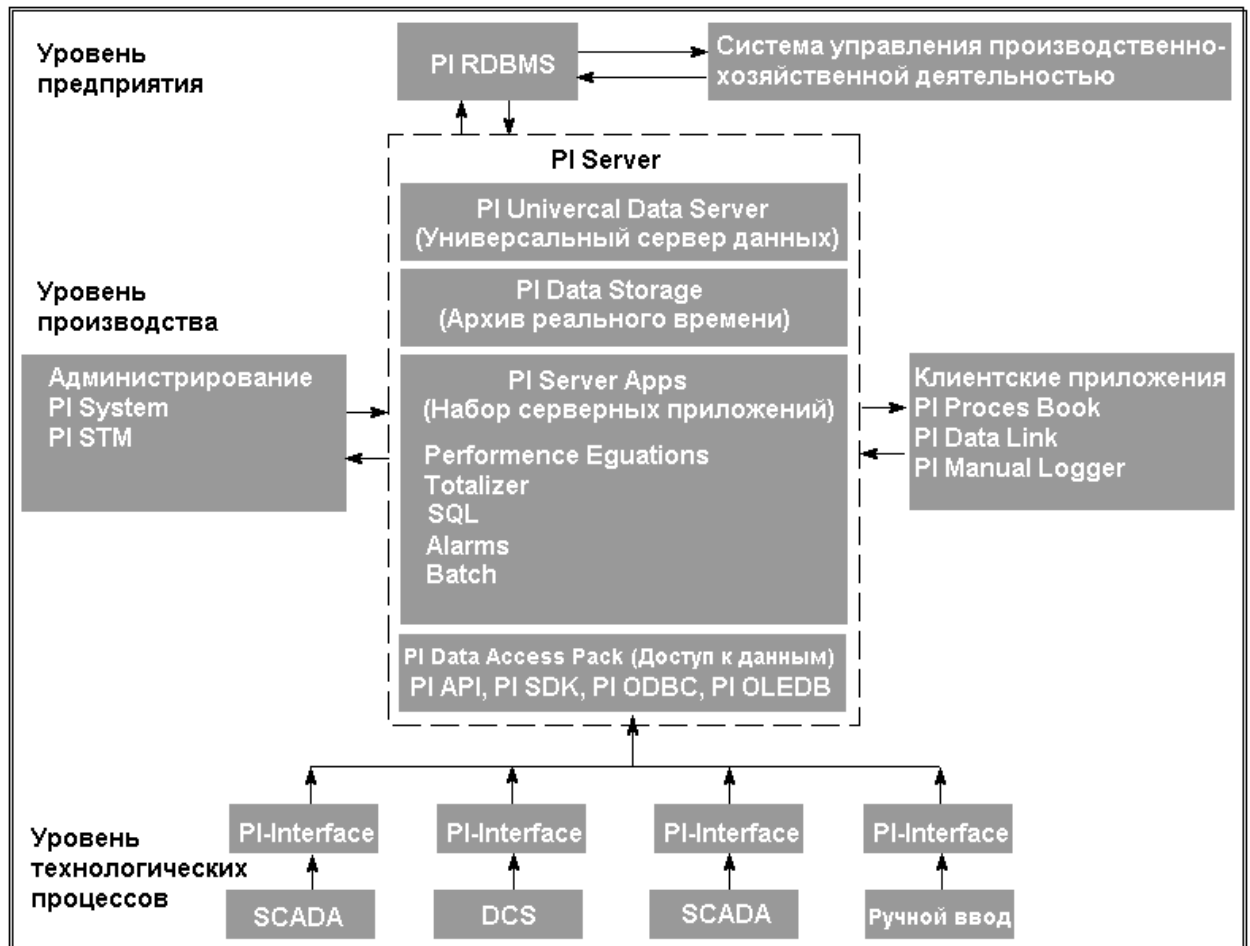 Уровень
предприятия
PI RDBMS
Система управления производственно-
хозяйственной деятельностью
PI Server
PI Univercal Data Server
(Универсальный сервер данных)
PI Data Storage
(Архив реального времени)
Уровень
производства
Администрирование
PI System
PI STM
PI Server Apps
(Набор серверных приложений)
Performence Eguations
Totalizer
SQL
Alarms
Batch
Клиентские приложения
PI Proces Book
PI Data Link
PI Manual Logger
PI Data Access Pack (Доступ к данным)
PI API, PI SDK, PI ODBC, PI OLEDB
Уровень
технологических
процессов
PI-Interface
PI-Interface
PI-Interface
PI-Interface
SCADA
DCS
SCADA
Ручной ввод